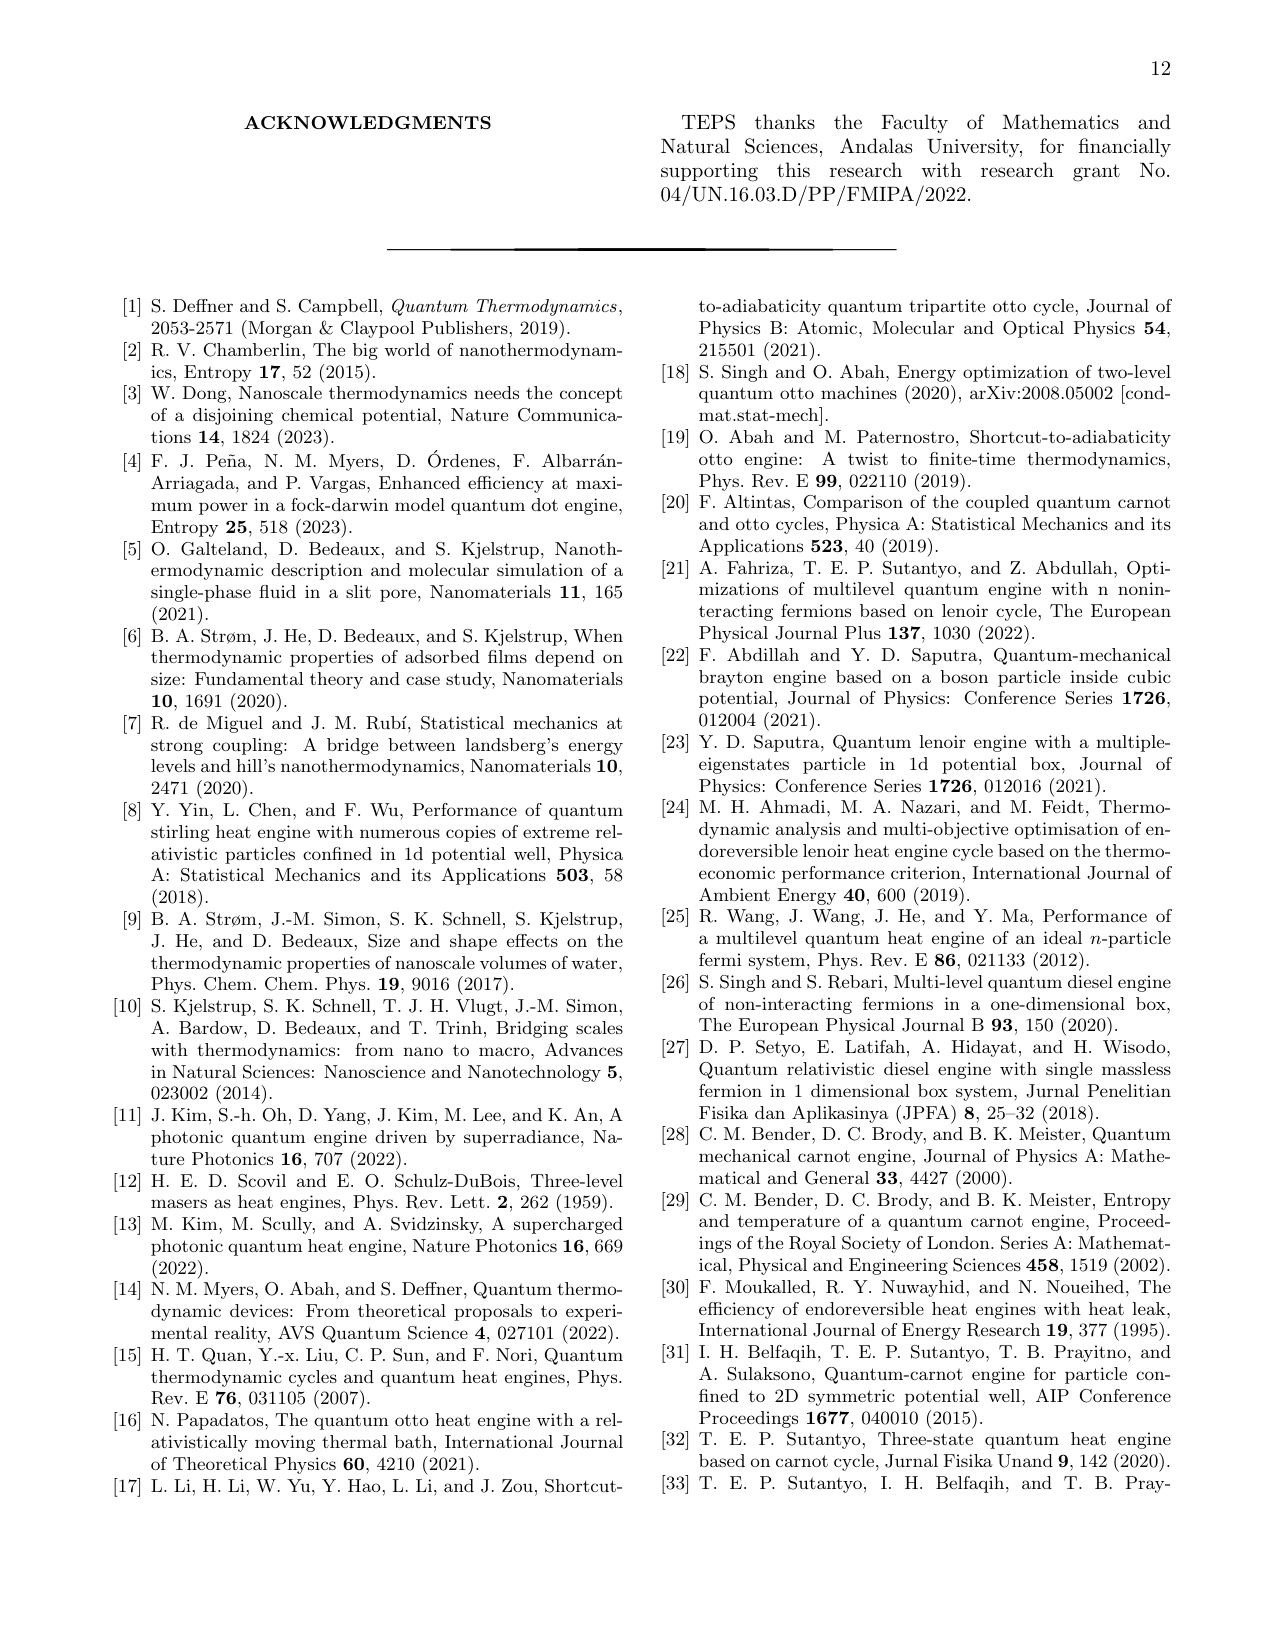 12
ACKNOWLEDGMENTS
TEPS thanks the Faculty of Mathematics and
Natural Sciences, Andalas University, for financially
supporting this research with research grant No.
04/UN.16.03.D/PP/FMIPA/2022.
[1] S. Deffner and S. Campbell, Quantum Thermodynamics,
2053-2571 (Morgan & Claypool Publishers, 2019).
[2] R. V. Chamberlin, The big world of nanothermodynam-
ics, Entropy 17, 52 (2015).
[3] W. Dong, Nanoscale thermodynamics needs the concept
of a disjoining chemical potential, Nature Communica-
tions 14, 1824 (2023).
[4] F. J. Peña, N. M. Myers, D. Órdenes, F. Albarrán-
Arriagada, and P. Vargas, Enhanced efficiency at maxi-
mum power in a fock-darwin model quantum dot engine,
Entropy 25, 518 (2023).
[5] O. Galteland, D. Bedeaux, and S. Kjelstrup, Nanoth-
ermodynamic description and molecular simulation of a
single-phase fluid in a slit pore, Nanomaterials 11, 165
(2021).
[6] B. A. Strøm, J. He, D. Bedeaux, and S. Kjelstrup, When
thermodynamic properties of adsorbed films depend on
size: Fundamental theory and case study, Nanomaterials
10, 1691 (2020).
[7] R. de Miguel and J. M. Rubí, Statistical mechanics at
strong coupling: A bridge between landsberg's energy
levels and hill's nanothermodynamics, Nanomaterials 10,
2471 (2020).
[8] Y. Yin, L. Chen, and F. Wu, Performance of quantum
stirling heat engine with numerous copies of extreme rel-
ativistic particles confined in 1d potential well, Physica
A: Statistical Mechanics and its Applications 503, 58
(2018).
[9] B. A. Strøm, J.-M. Simon, S. K. Schnell, S. Kjelstrup,
J. He, and D. Bedeaux, Size and shape effects on the
thermodynamic properties of nanoscale volumes of water,
Phys. Chem. Chem. Phys. 19, 9016 (2017).
[10] S. Kjelstrup, S. K. Schnell, T. J. H. Vlugt, J.-M. Simon,
A. Bardow, D. Bedeaux, and T. Trinh, Bridging scales
with thermodynamics: from nano to macro, Advances
in Natural Sciences: Nanoscience and Nanotechnology 5,
023002 (2014).
[11] J. Kim, S.-h. Oh, D. Yang, J. Kim, M. Lee, and K. An, A
photonic quantum engine driven by superradiance, Na-
ture Photonics 16, 707 (2022).
[12] H. E. D. Scovil and E. O. Schulz-DuBois, Three-level
masers as heat engines, Phys. Rev. Lett. 2, 262 (1959).
[13] M. Kim, M. Scully, and A. Svidzinsky, A supercharged
photonic quantum heat engine, Nature Photonics 16, 669
(2022).
[14] N. M. Myers, O. Abah, and S. Deffner, Quantum thermo-
dynamic devices: From theoretical proposals to experi-
mental reality, AVS Quantum Science 4, 027101 (2022).
[15] H. T. Quan, Y.-x. Liu, C. P. Sun, and F. Nori, Quantum
thermodynamic cycles and quantum heat engines, Phys.
Rev. E 76, 031105 (2007).
[16] N. Papadatos, The quantum otto heat engine with a rel-
ativistically moving thermal bath, International Journal
of Theoretical Physics 60, 4210 (2021).
[17] L. Li, H. Li, W. Yu, Y. Hao, L. Li, and J. Zou, Shortcut-
to-adiabaticity quantum tripartite otto cycle, Journal of
Physics B: Atomic, Molecular and Optical Physics 54,
215501 (2021).
[18] S. Singh and O. Abah, Energy optimization of two-level
quantum otto machines (2020), arXiv:2008.05002 [cond-
mat.stat-mech].
[19] O. Abah and M. Paternostro, Shortcut-to-adiabaticity
otto engine: A twist to finite-time thermodynamics,
Phys. Rev. E 99, 022110 (2019).
[20] F. Altintas, Comparison of the coupled quantum carnot
and otto cycles, Physica A: Statistical Mechanics and its
Applications 523, 40 (2019).
[21] A. Fahriza, T. E. P. Sutantyo, and Z. Abdullah, Opti-
mizations of multilevel quantum engine with n nonin-
teracting fermions based on lenoir cycle, The European
Physical Journal Plus 137, 1030 (2022).
[22] F. Abdillah and Y. D. Saputra, Quantum-mechanical
brayton engine based on a boson particle inside cubic
potential, Journal of Physics: Conference Series 1726,
012004 (2021).
[23] Y. D. Saputra, Quantum lenoir engine with a multiple-
eigenstates particle in 1d potential box, Journal of
Physics: Conference Series 1726, 012016 (2021).
[24] M. H. Ahmadi, M. A. Nazari, and M. Feidt, Thermo-
dynamic analysis and multi-objective optimisation of en-
doreversible lenoir heat engine cycle based on the thermo-
economic performance criterion, International Journal of
Ambient Energy 40, 600 (2019).
[25] R. Wang, J. Wang, J. He, and Y. Ma, Performance of
a multilevel quantum heat engine of an ideal n-particle
fermi system, Phys. Rev. E 86, 021133 (2012).
[26] S. Singh and S. Rebari, Multi-level quantum diesel engine
of non-interacting fermions in a one-dimensional box,
The European Physical Journal B 93, 150 (2020).
[27] D. P. Setyo, E. Latifah, A. Hidayat, and H. Wisodo,
Quantum relativistic diesel engine with single massless
fermion in 1 dimensional box system, Jurnal Penelitian
Fisika dan Aplikasinya (JPFA) 8, 25–32 (2018).
[28] C. M. Bender, D. C. Brody, and B. K. Meister, Quantum
mechanical carnot engine, Journal of Physics A: Mathe-
matical and General 33, 4427 (2000).
[29] C. M. Bender, D. C. Brody, and B. K. Meister, Entropy
and temperature of a quantum carnot engine, Proceed-
ings of the Royal Society of London. Series A: Mathemat-
ical, Physical and Engineering Sciences 458, 1519 (2002).
[30] F. Moukalled, R. Y. Nuwayhid, and N. Noueihed, The
efficiency of endoreversible heat engines with heat leak,
International Journal of Energy Research 19, 377 (1995).
[31] I. H. Belfaqih, T. E. P. Sutantyo, T. B. Prayitno, and
A. Sulaksono, Quantum-carnot engine for particle con-
fined to 2D symmetric potential well, AIP Conference
Proceedings 1677, 040010 (2015).
[32] T. E. P. Sutantyo, Three-state quantum heat engine
based on carnot cycle, Jurnal Fisika Unand 9, 142 (2020).
[33] T. E. P. Sutantyo, I. H. Belfaqih, and T. B. Pray-